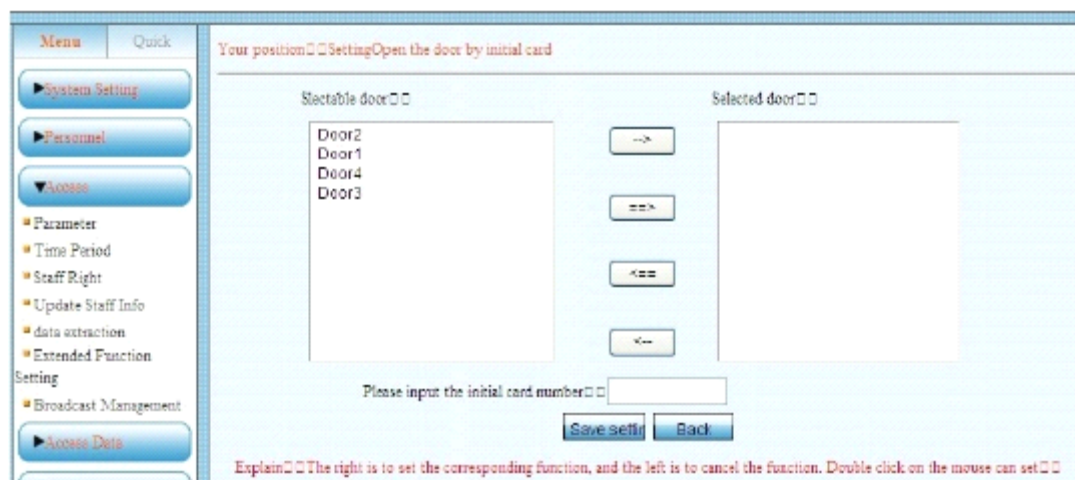 Menu
Quick
Your position□□SettingOpen the door by initial card
▶System Setting
▶Personnel
▼Access
Parameter
Time Period
Staff Right
Update Staff Info
data extraction
Extended Function
Setting
Broadcast Management
▶Access Data
Slectable door□□
Selected door□□
Door2
Door1
Door4
Door3
-->
==>
<==
<--
Please input the initial card number□□
Save settin
Back
Explain□□The right is to set the corresponding function, and the left is to cancel the function. Double click on the mouse can set□□